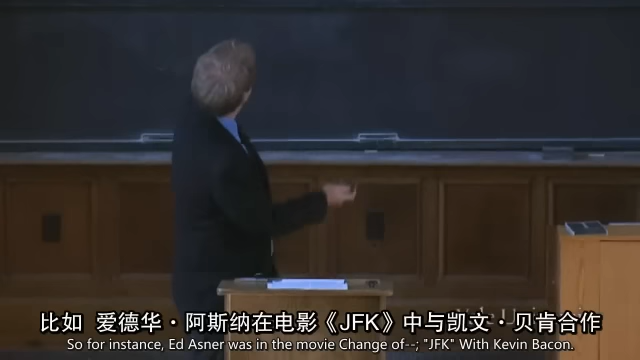 比如 爱德华·阿斯纳在电影《JFK》中与凯文·贝肯合作
So for instance, Ed Asner was in the movie Change of--; "JFK" With Kevin Bacon.